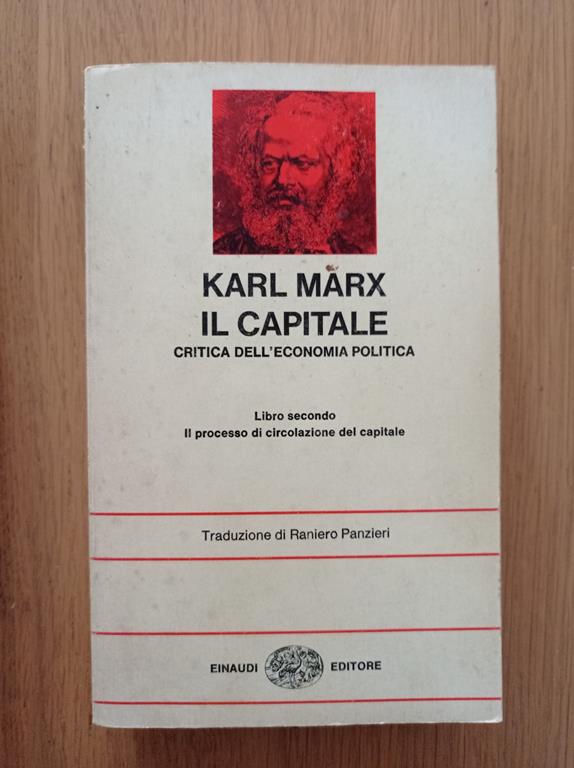 KARL MARX
IL CAPITALE
CRITICA DELL'ECONOMIA POLITICA
Libro secondo
Il processo di circolazione del capitale
Traduzione di Raniero Panzieri
EINAUDI EDITORE